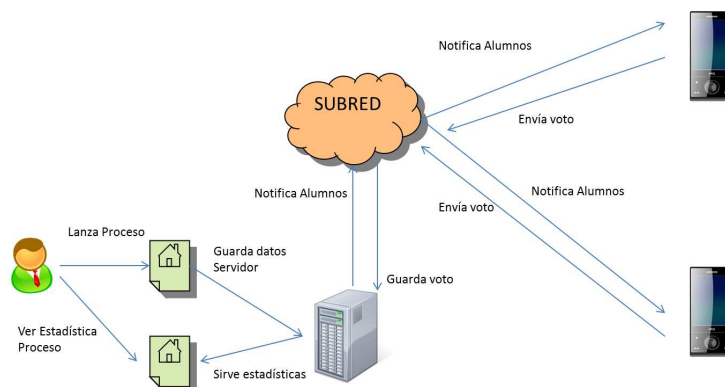 Notifica Alumnos
SUBRED
Envía voto
Notifica Alumnos
Notifica Alumnos
Envía voto
Lanza Proceso
Guarda datos
Servidor
Guarda voto
Ver Estadística
Proceso
Sirve estadísticas